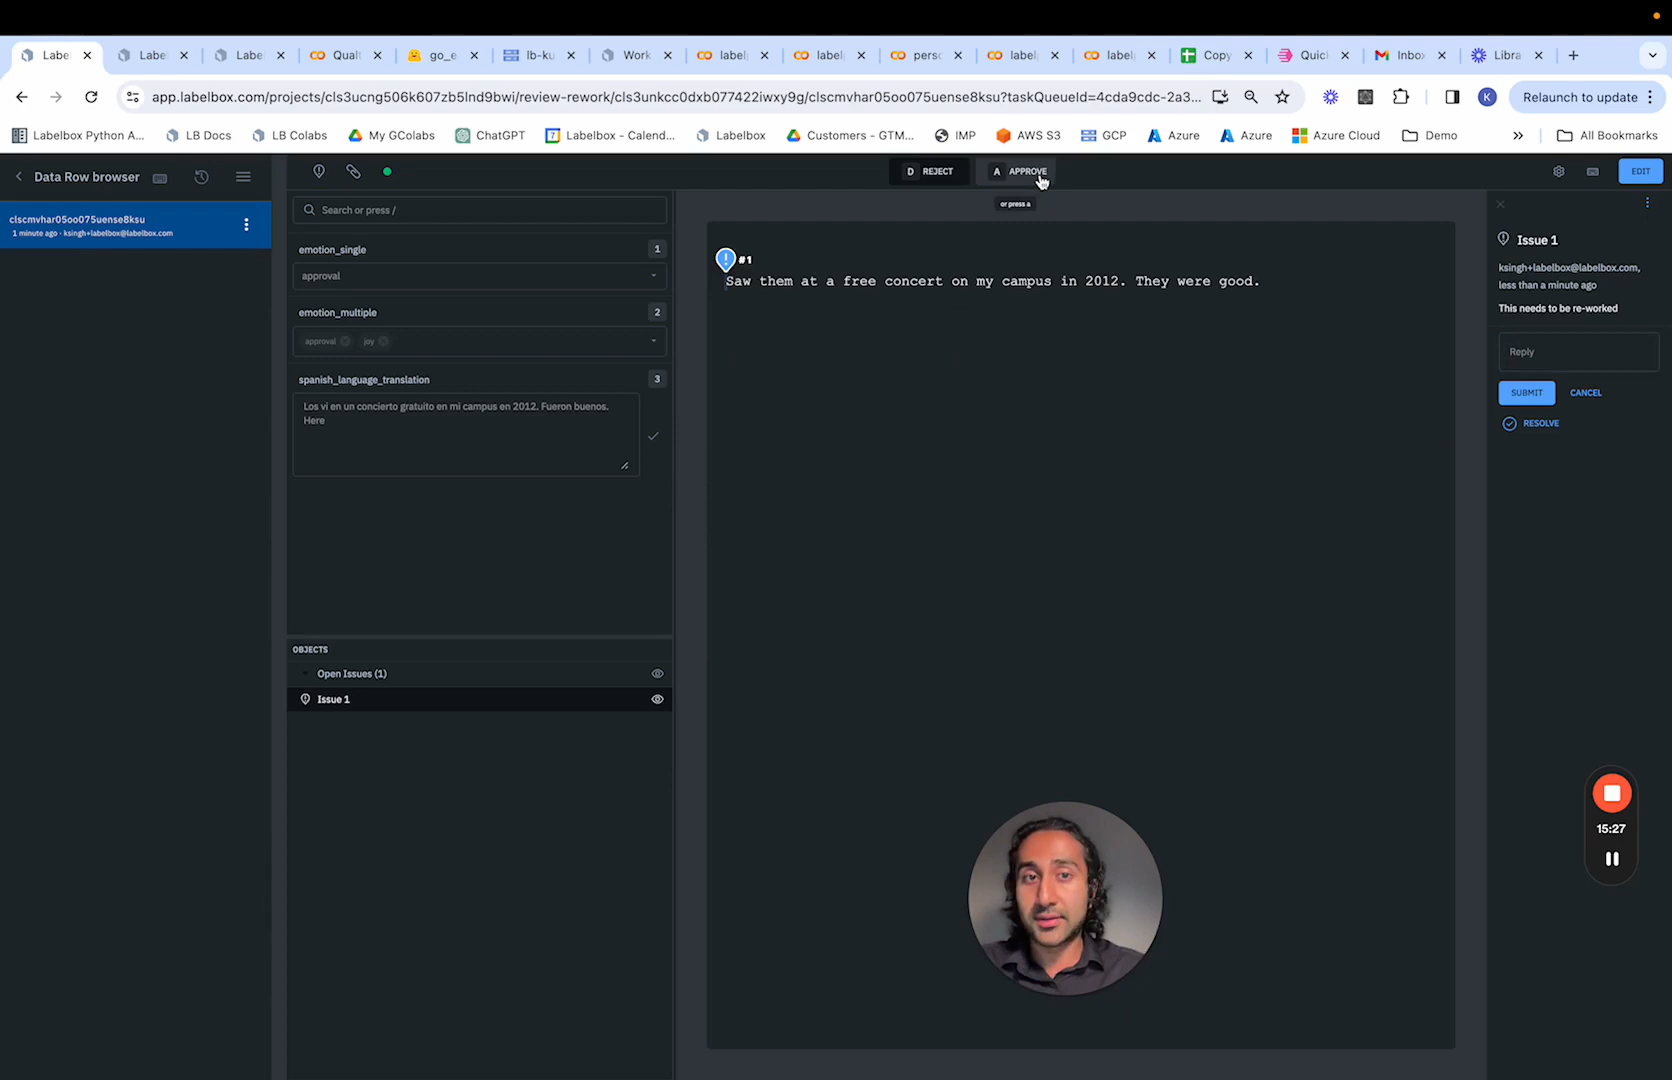 Labe
Labe
Labe
Qualt
go_e
lb-ku
Work
label
label
persc
label
label
Copy
Quic
Inbox
Libra
app.labelbox.com/projects/cls3ucng506k607zb5lnd9bwi/review-rework/cls3unkcc0dxb077422iwxy9g/clscmvhar05oo075uense8ksu?taskQueueId=4cda9cdc-2a3...
K
Relaunch to update
Labelbox Python A...
LB Docs
LB Colabs
My GColabs
ChatGPT
Labelbox - Calend...
Labelbox
Customers - GTM...
IMP
AWS S3
GCP
Azure
Azure
Azure Cloud
Demo
All Bookmarks
Data Row browser
D REJECT
A APPROVE
EDIT
or press a
clscmvhar05oo075uense8ksu
1 minute ago · ksingh+labelbox@labelbox.com
Search or press /
emotion_single
1
approval
emotion_multiple
2
approval
joy
spanish_language_translation
3
Los vi en un concierto gratuito en mi campus en 2012. Fueron buenos.
Here
OBJECTS
Open Issues (1)
Issue 1
#1
Saw them at a free concert on my campus in 2012. They were good.
Issue 1
ksingh+labelbox@labelbox.com,
less than a minute ago
This needs to be re-worked
Reply
SUBMIT
CANCEL
RESOLVE
15:27